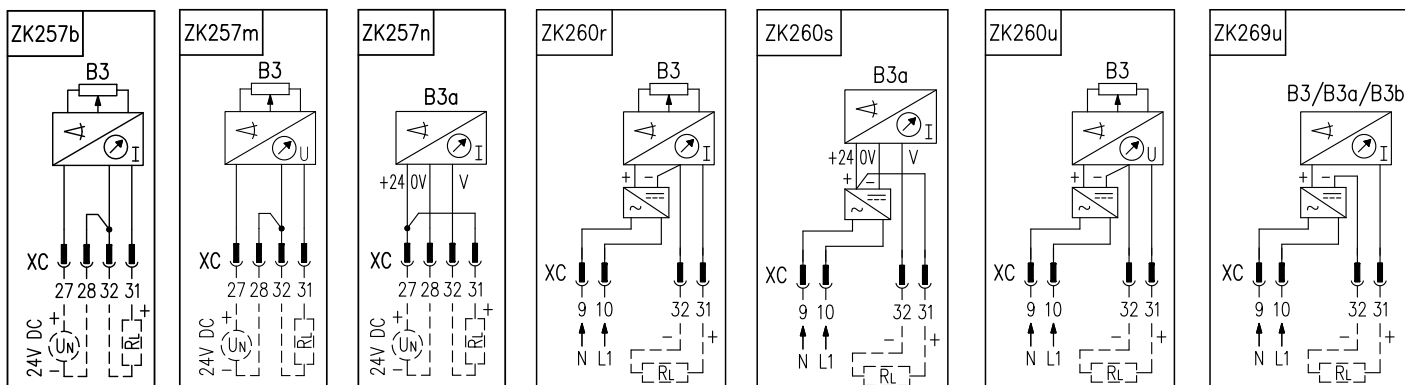 ZK257b
B3
I
XC
27 28 32 31
+ +
24V DC
UN
RL
−
ZK257m
B3
U
XC
27 28 32 31
+
24V DC
UN
RL
−
ZK257n
B3a
I
+24 0V V
XC
27 28 32 31
+ +
24V DC
UN
RL
−
ZK260r
B3
I
+ −
~
XC
9 10 32 31
− +
N L1
RL
ZK260s
B3a
I
+24 0V V
+ −
~
XC
9 10 32 31
− +
N L1
RL
ZK260u
B3
U
+ −
~
XC
9 10 32 31
− +
N L1
RL
ZK269u
B3/B3a/B3b
I
+ −
~
XC
9 10 32 31
− +
N L1
RL